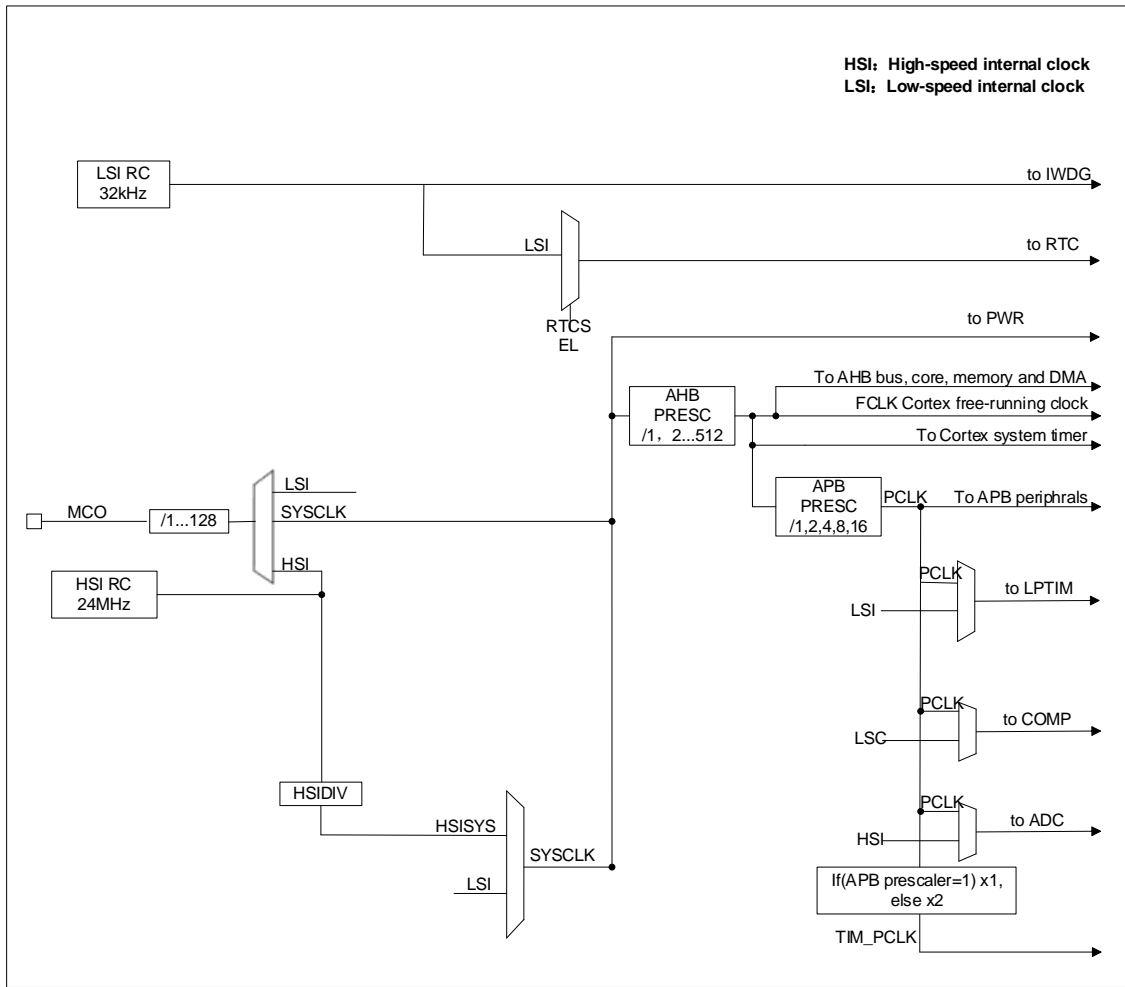 HSI：High-speed internal clock
LSI：Low-speed internal clock
LSI RC
32kHz
to IWDG
LSI
to RTC
RTCS
EL
to PWR
To AHB bus, core, memory and DMA
AHB
PRESC
/1，2...512
FCLK Cortex free-running clock
To Cortex system timer
LSI
APB
PRESC
/1,2,4,8,16
PCLK
To APB periphrals
MCO
/1...128
SYSCLK
HSI
HSI RC
24MHz
PCLK
to LPTIM
LSI
PCLK
to COMP
LSC
HSIDIV
PCLK
to ADC
HSI
HSISYS
SYSCLK
LSI
If(APB prescaler=1) x1,
else x2
TIM_PCLK